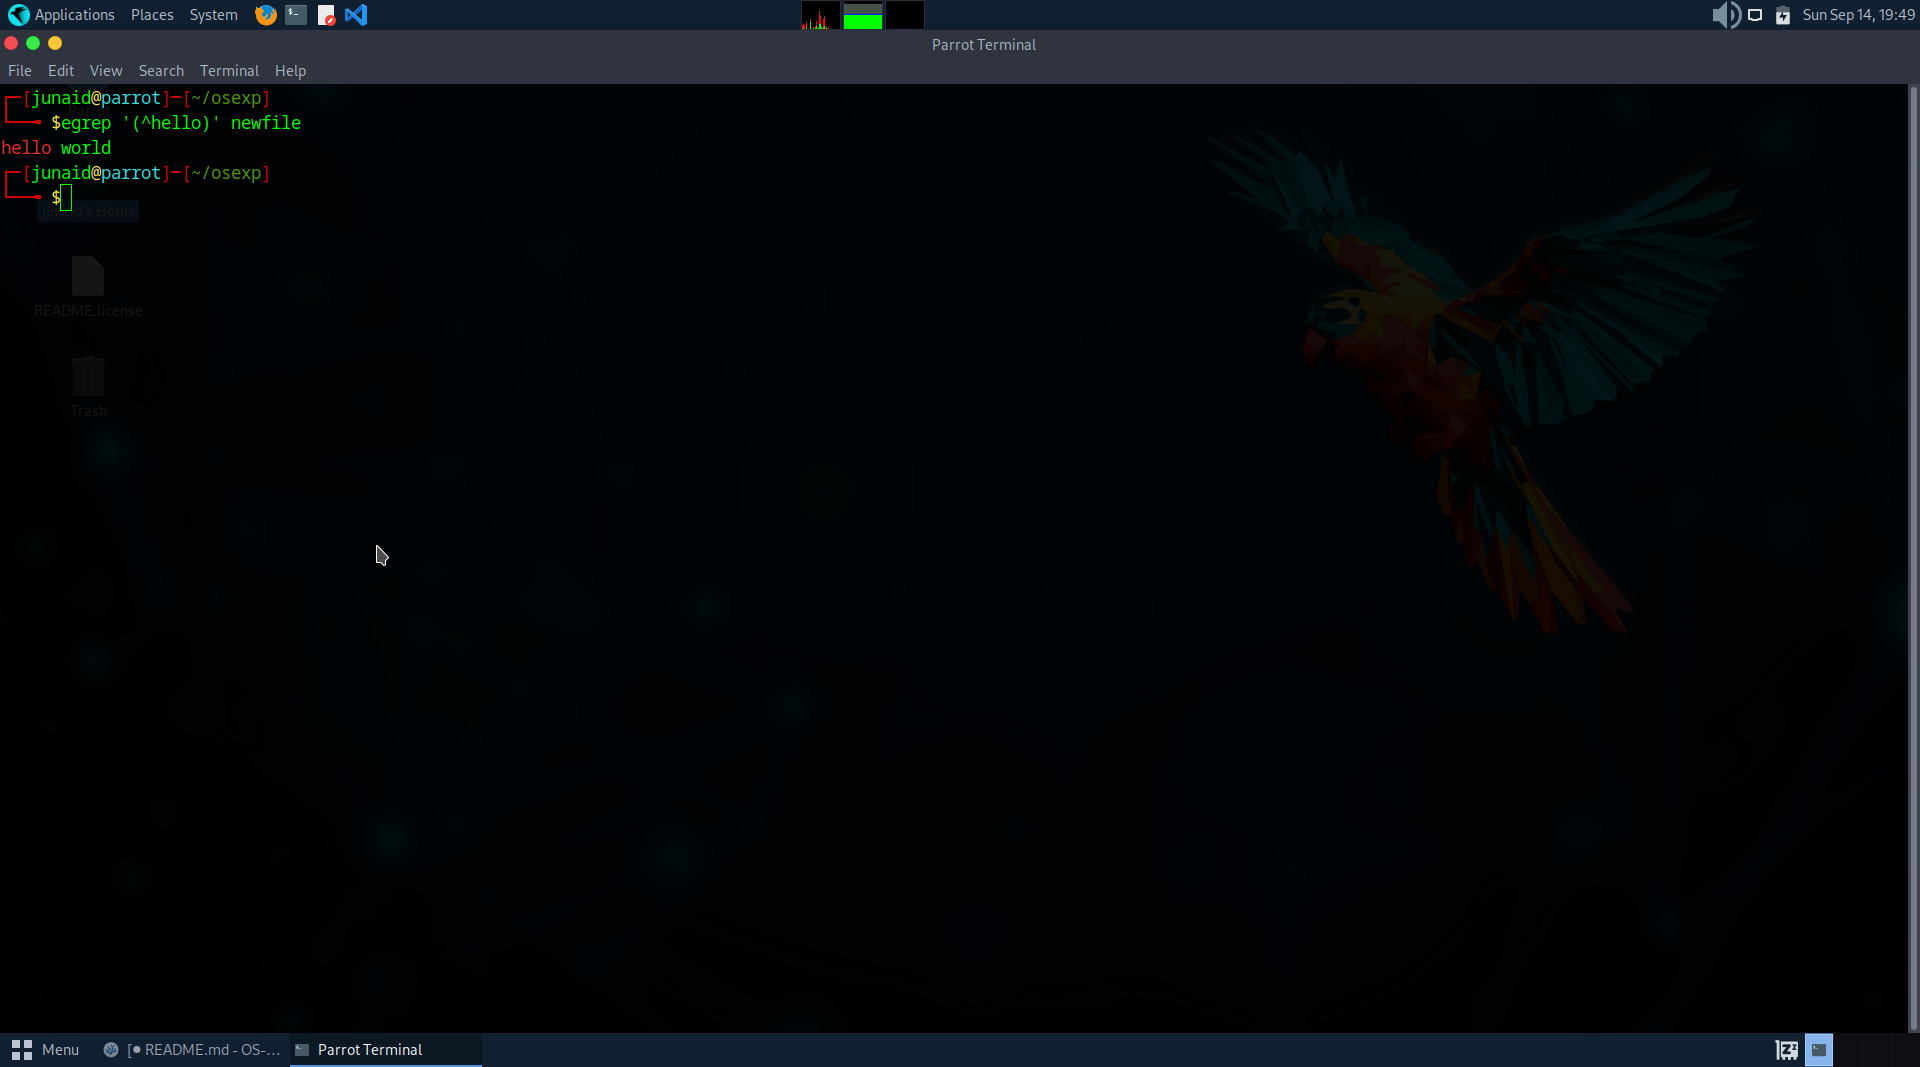 Applications Places System Sun Sep 14, 19:49
Parrot Terminal
File Edit View Search Terminal Help
┌─[junaid@parrot]─[~/osexp]
└──╼ $egrep '(^hello)' newfile
hello world
┌─[junaid@parrot]─[~/osexp]
└──╼ $
junaid's Home
README.license
Trash
Menu [● README.md - OS-... Parrot Terminal